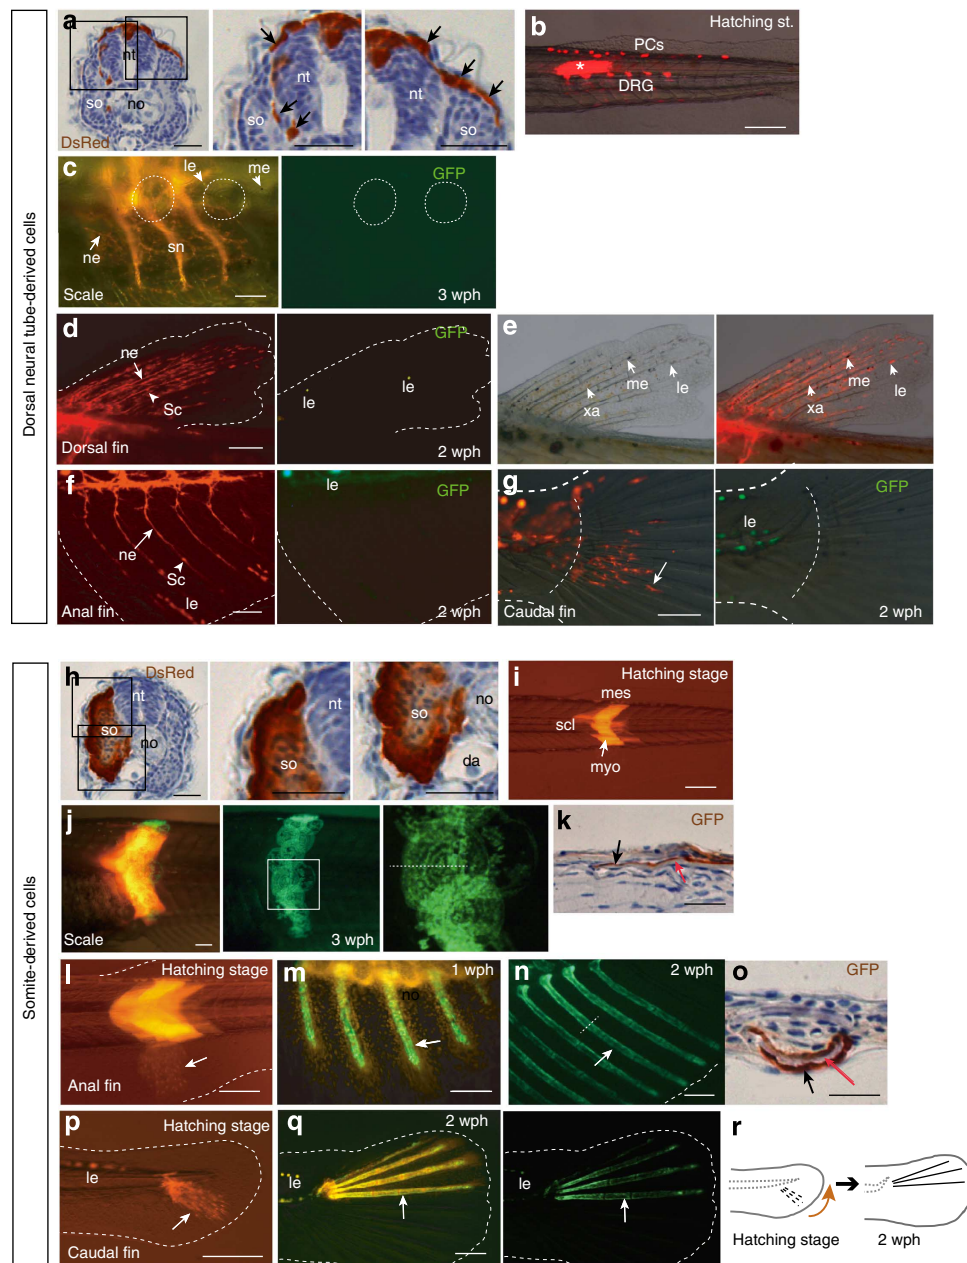 Dorsal neural tube-derived cells
a
nt
so
no
DsRed
nt
so
nt
so
b
Hatching st.
PCs
*
DRG
c
le
me
ne
sn
Scale
GFP
3 wph
d
ne
Sc
Dorsal fin
GFP
le
le
2 wph
e
me
le
xa
me
le
xa
f
ne
Sc
le
Anal fin
le
GFP
2 wph
g
Caudal fin
GFP
le
2 wph
Somite-derived cells
h
DsRed
nt
so
no
nt
so
no
so
da
i
Hatching stage
mes
scl
myo
j
Scale
3 wph
k
GFP
l
Hatching stage
Anal fin
m
1 wph
no
n
2 wph
o
GFP
p
Hatching stage
le
Caudal fin
q
2 wph
le
le
r
Hatching stage
2 wph